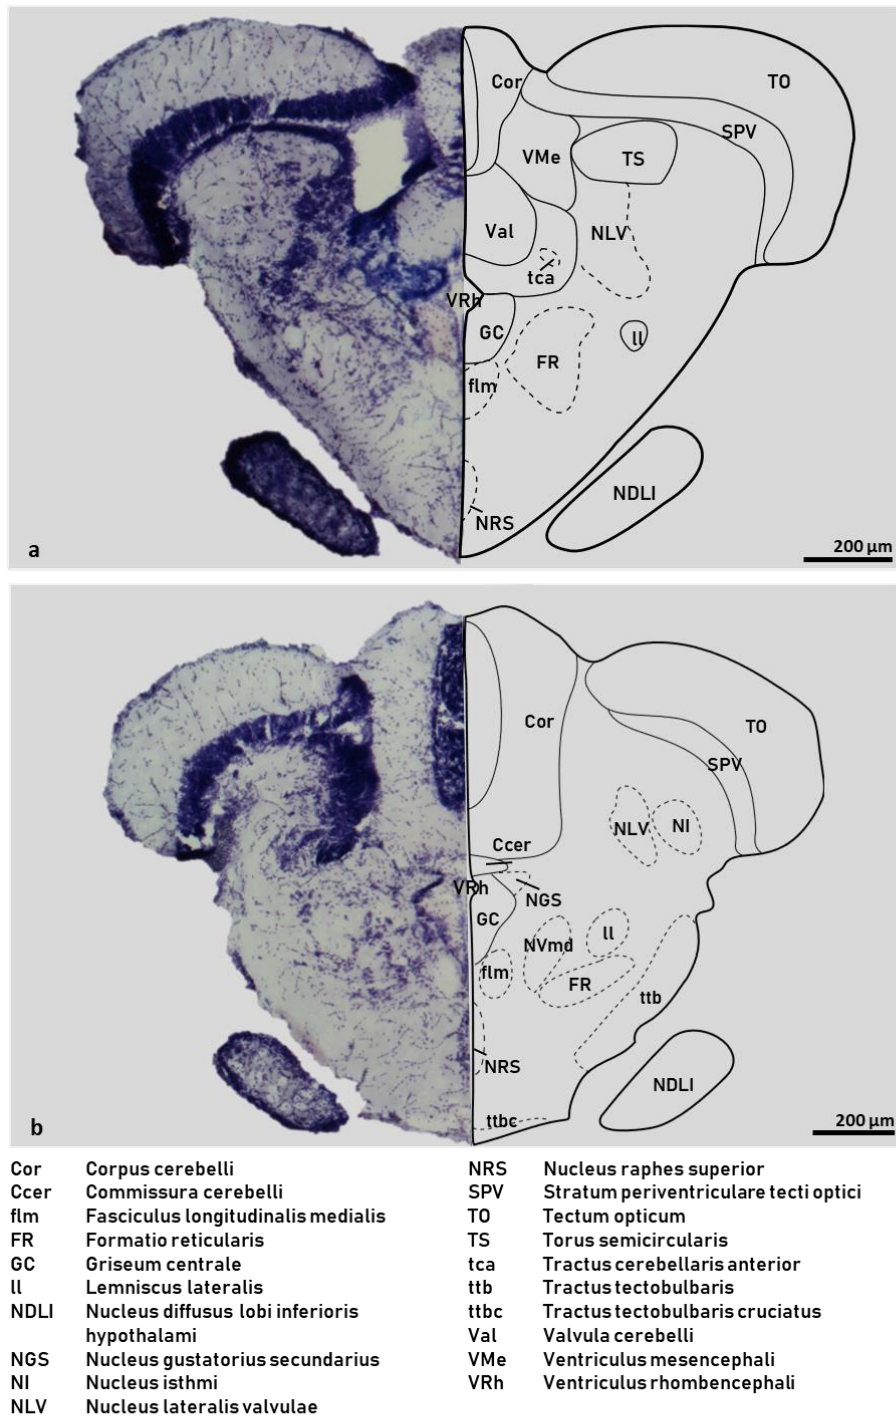 Cor
TO
SPV
VMe
TS
Val
NLV
tca
VRh
GC
ll
FR
flm
NDLI
NRS
a
200 µm
Cor
TO
SPV
NLV
NI
Ccer
VRh
NGS
GC
ll
NVmd
flm
FR
ttb
NRS
NDLI
ttbc
b
200 µm
Cor Corpus cerebelli
Ccer Commissura cerebelli
flm Fasciculus longitudinalis medialis
FR Formatio reticularis
GC Griseum centrale
ll Lemniscus lateralis
NDLI Nucleus diffusus lobi inferioris
hypothalami
NGS Nucleus gustatorius secundarius
NI Nucleus isthmi
NLV Nucleus lateralis valvulae
NRS Nucleus raphes superior
SPV Stratum periventriculare tecti optici
TO Tectum opticum
TS Torus semicircularis
tca Tractus cerebellaris anterior
ttb Tractus tectobulbaris
ttbc Tractus tectobulbaris cruciatus
Val Valvula cerebelli
VMe Ventriculus mesencephali
VRh Ventriculus rhombencephali